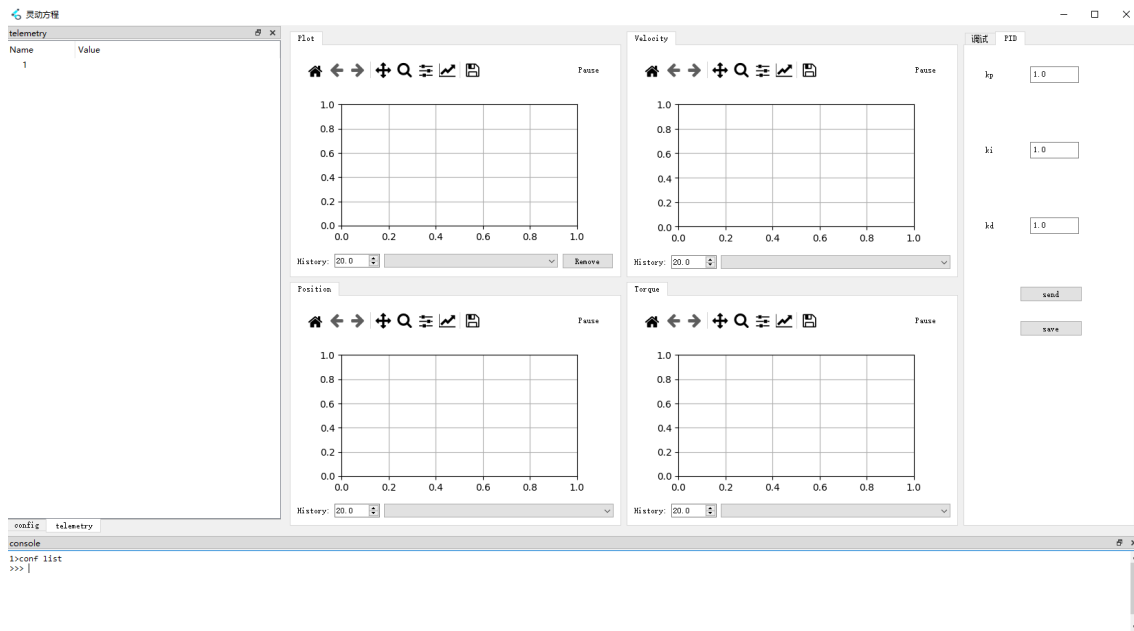 灵动方程
telemetry
Name Value
1
config telemetry
Plot
Pause
1.0
0.8
0.6
0.4
0.2
0.0
0.0 0.2 0.4 0.6 0.8 1.0
History: 20.0 Remove
Velocity
Pause
1.0
0.8
0.6
0.4
0.2
0.0
0.0 0.2 0.4 0.6 0.8 1.0
History: 20.0
Position
Pause
1.0
0.8
0.6
0.4
0.2
0.0
0.0 0.2 0.4 0.6 0.8 1.0
History: 20.0
Torque
Pause
1.0
0.8
0.6
0.4
0.2
0.0
0.0 0.2 0.4 0.6 0.8 1.0
History: 20.0
调试 PID
kp 1.0
ki 1.0
kd 1.0
send
save
console
1>conf list
>>>